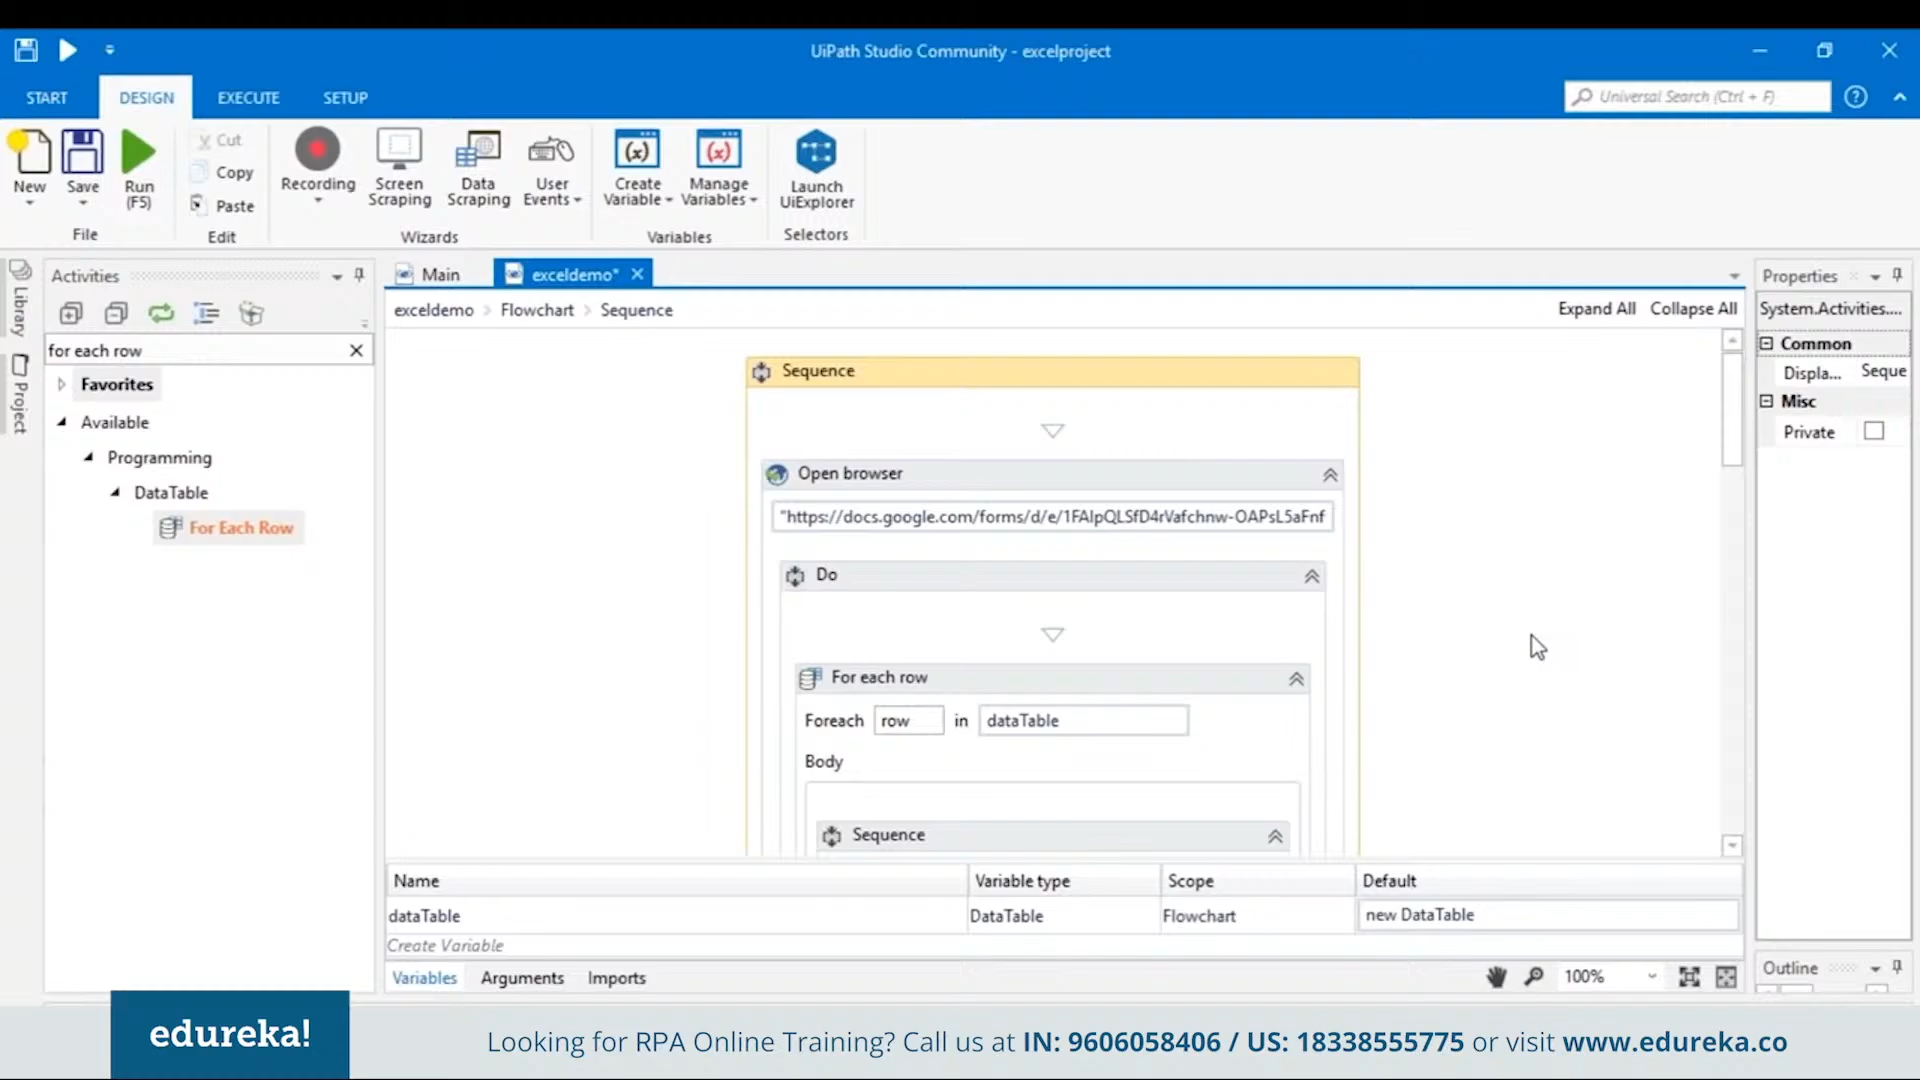 UiPath Studio Community - excelproject
START DESIGN EXECUTE SETUP
Universal Search (Ctrl + F)
New Save Run (F5)
File
Cut
Copy
Paste
Edit
Recording Screen Scraping Data Scraping User Events
Wizards
Create Variable Manage Variables
Variables
Launch UiExplorer
Selectors
Library
Project
Activities
for each row
Favorites
Available
Programming
DataTable
For Each Row
Main exceldemo*
exceldemo Flowchart Sequence
Expand All Collapse All
Sequence
Open browser
"https://docs.google.com/forms/d/e/1FAIpQLSfD4rVafchnw-OAPsL5aFnf
Do
For each row
Foreach row in dataTable
Body
Sequence
Name Variable type Scope Default
dataTable DataTable Flowchart new DataTable
Create Variable
Variables Arguments Imports
100%
Properties
System.Activities....
Common
Displa... Seque
Misc
Private
Outline
edureka!
Looking for RPA Online Training? Call us at IN: 9606058406 / US: 18338555775 or visit www.edureka.co